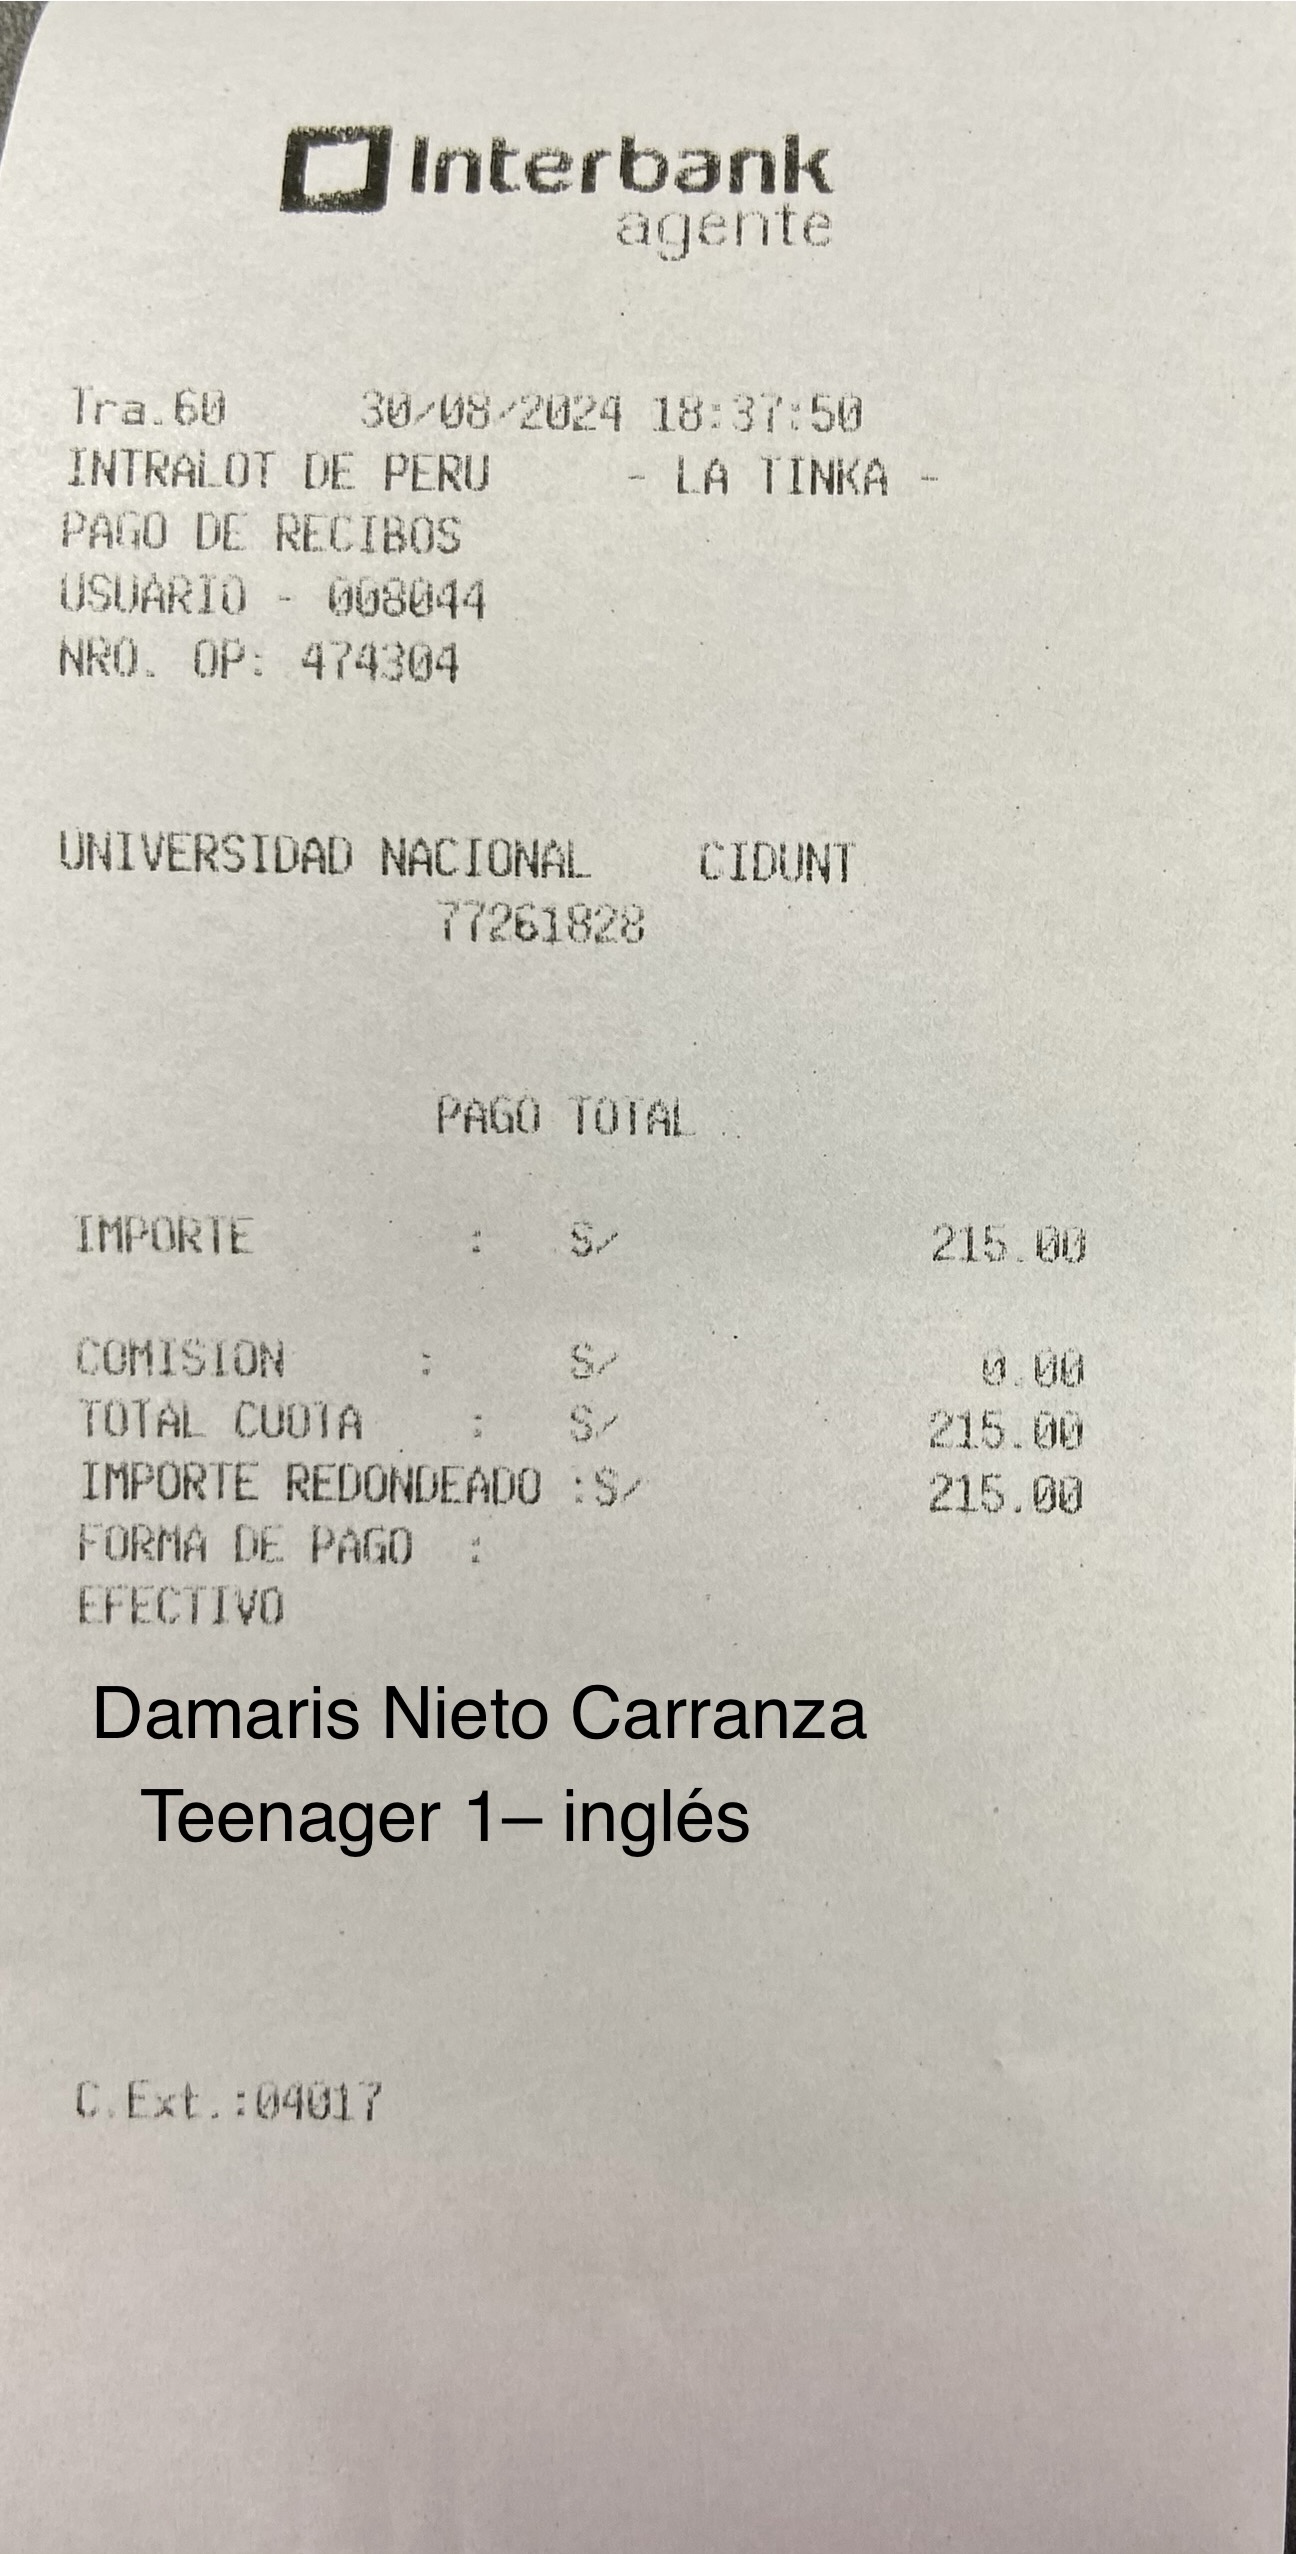 Interbank
agente
Tra.60 30/08/2024 18:37:50
INTRALOT DE PERU - LA TINKA -
PAGO DE RECIBOS
USUARIO - 008044
NRO. OP: 474304
UNIVERSIDAD NACIONAL CIDUNT
77261828
PAGO TOTAL
IMPORTE : S/ 215.00
COMISION : S/ 0.00
TOTAL CUOTA : S/ 215.00
IMPORTE REDONDEADO :S/ 215.00
FORMA DE PAGO :
EFECTIVO
Damaris Nieto Carranza
Teenager 1– inglés
C.Ext.:04017